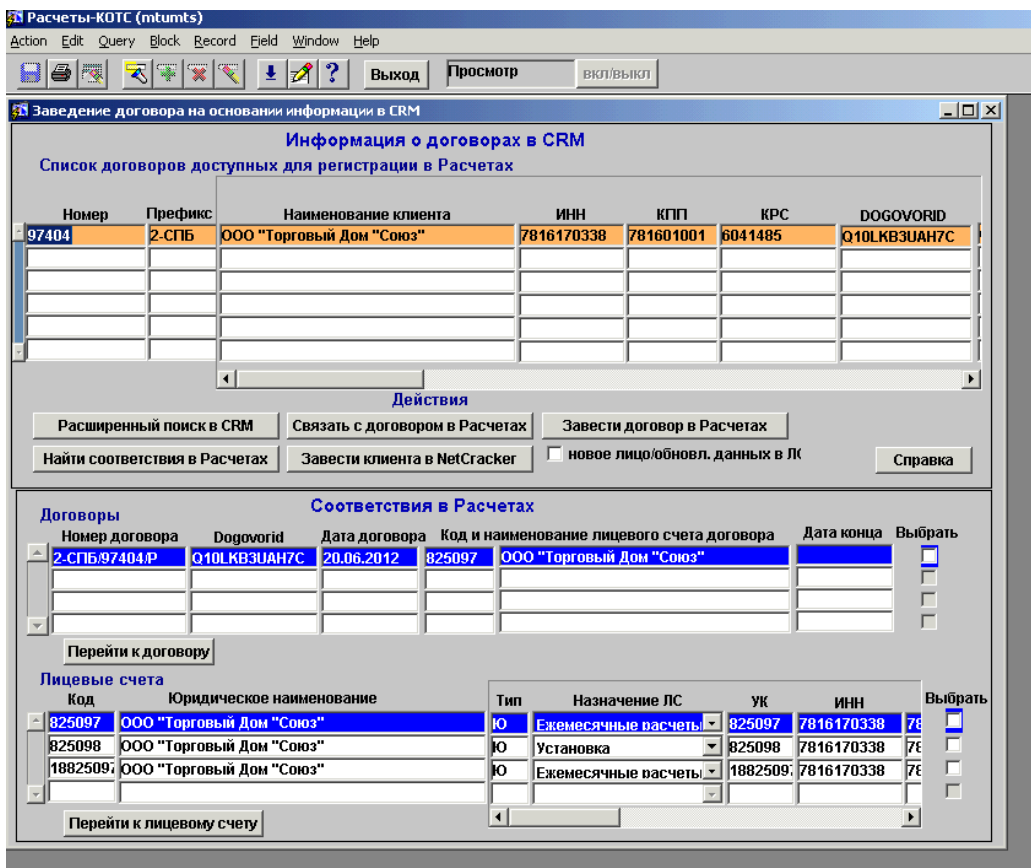 Расчеты-КОТС (mtumts)
Action Edit Query Block Record Field Window Help
Выход Просмотр вкл/выкл
Заведение договора на основании информации в CRM
Информация о договорах в CRM
Список договоров доступных для регистрации в Расчетах
Номер Префикс Наименование клиента ИНН КПП КРС DOGOVORID
97404 2-СПБ ООО "Торговый Дом "Союз" 7816170338 781601001 6041485 Q10LKB3UAH7C
Действия
Расширенный поиск в CRM Связать с договором в Расчетах Завести договор в Расчетах
Найти соответствия в Расчетах Завести клиента в NetCracker новое лицо/обновл. данных в Л Справка
Соответствия в Расчетах
Договоры
Номер договора Dogovorid Дата договора Код и наименование лицевого счета договора Дата конца Выбрать
2-СПБ/97404/Р Q10LKB3UAH7C 20.06.2012 825097 ООО "Торговый Дом "Союз"
Перейти к договору
Лицевые счета
Код Юридическое наименование Тип Назначение ЛС УК ИНН Выбрать
825097 ООО "Торговый Дом "Союз" Ю Ежемесячные расчеты 825097 7816170338 78
825098 ООО "Торговый Дом "Союз" Ю Установка 825098 7816170338 78
1882509 ООО "Торговый Дом "Союз" Ю Ежемесячные расчеты 1882509 7816170338 78
Перейти к лицевому счету